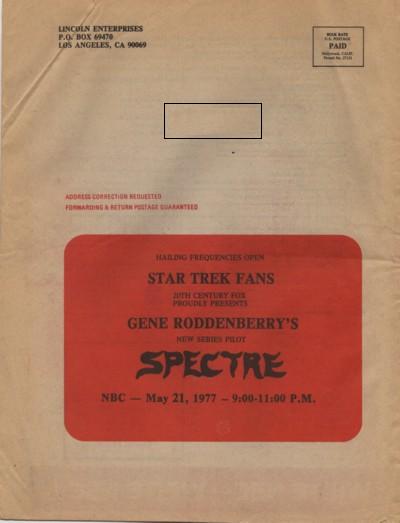 LINCOLN ENTERPRISES
P.O. BOX 69470
LOS ANGELES, CA 90069
BULK RATE
U.S. POSTAGE
PAID
ADDRESS CORRECTION REQUESTED
FORWARDING & RETURN POSTAGE GUARANTEED
HAILING FREQUENCIES OPEN
STAR TREK FANS
20TH CENTURY FOX
PROUDLY PRESENTS
GENE RODDENBERRY'S
NEW SERIES PILOT
SPECTRE
NBC — May 21, 1977 – 9:00-11:00 P.M.